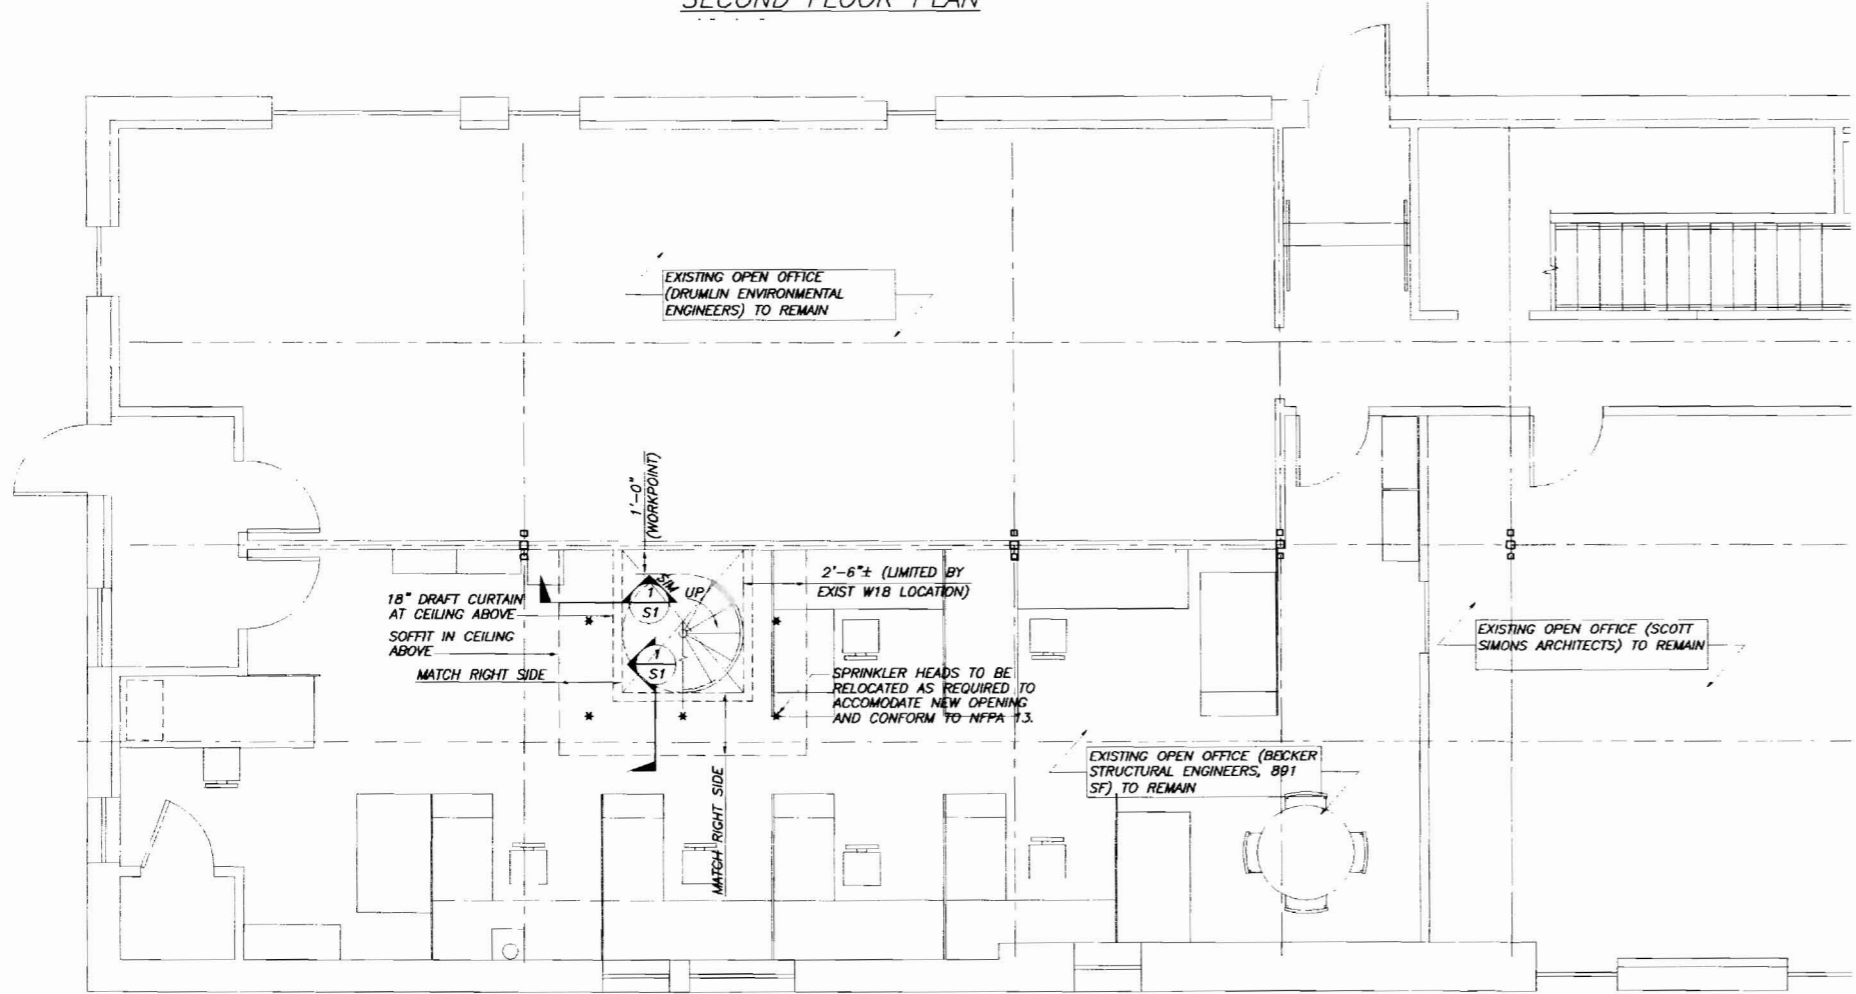 SECOND FLOOR PLAN
EXISTING OPEN OFFICE
(DRUMLIN ENVIRONMENTAL
ENGINEERS) TO REMAIN
1'-0"
(WORKPOINT)
18" DRAFT CURTAIN
AT CEILING ABOVE
SOFFIT IN CEILING
ABOVE
MATCH RIGHT SIDE
SIM
UP
1
S1
1
S1
2'-6"± (LIMITED BY
EXIST W18 LOCATION)
SPRINKLER HEADS TO BE
RELOCATED AS REQUIRED TO
ACCOMODATE NEW OPENING
AND CONFORM TO NFPA 13.
MATCH RIGHT SIDE
EXISTING OPEN OFFICE (SCOTT
SIMONS ARCHITECTS) TO REMAIN
EXISTING OPEN OFFICE (BECKER
STRUCTURAL ENGINEERS, 891
SF) TO REMAIN